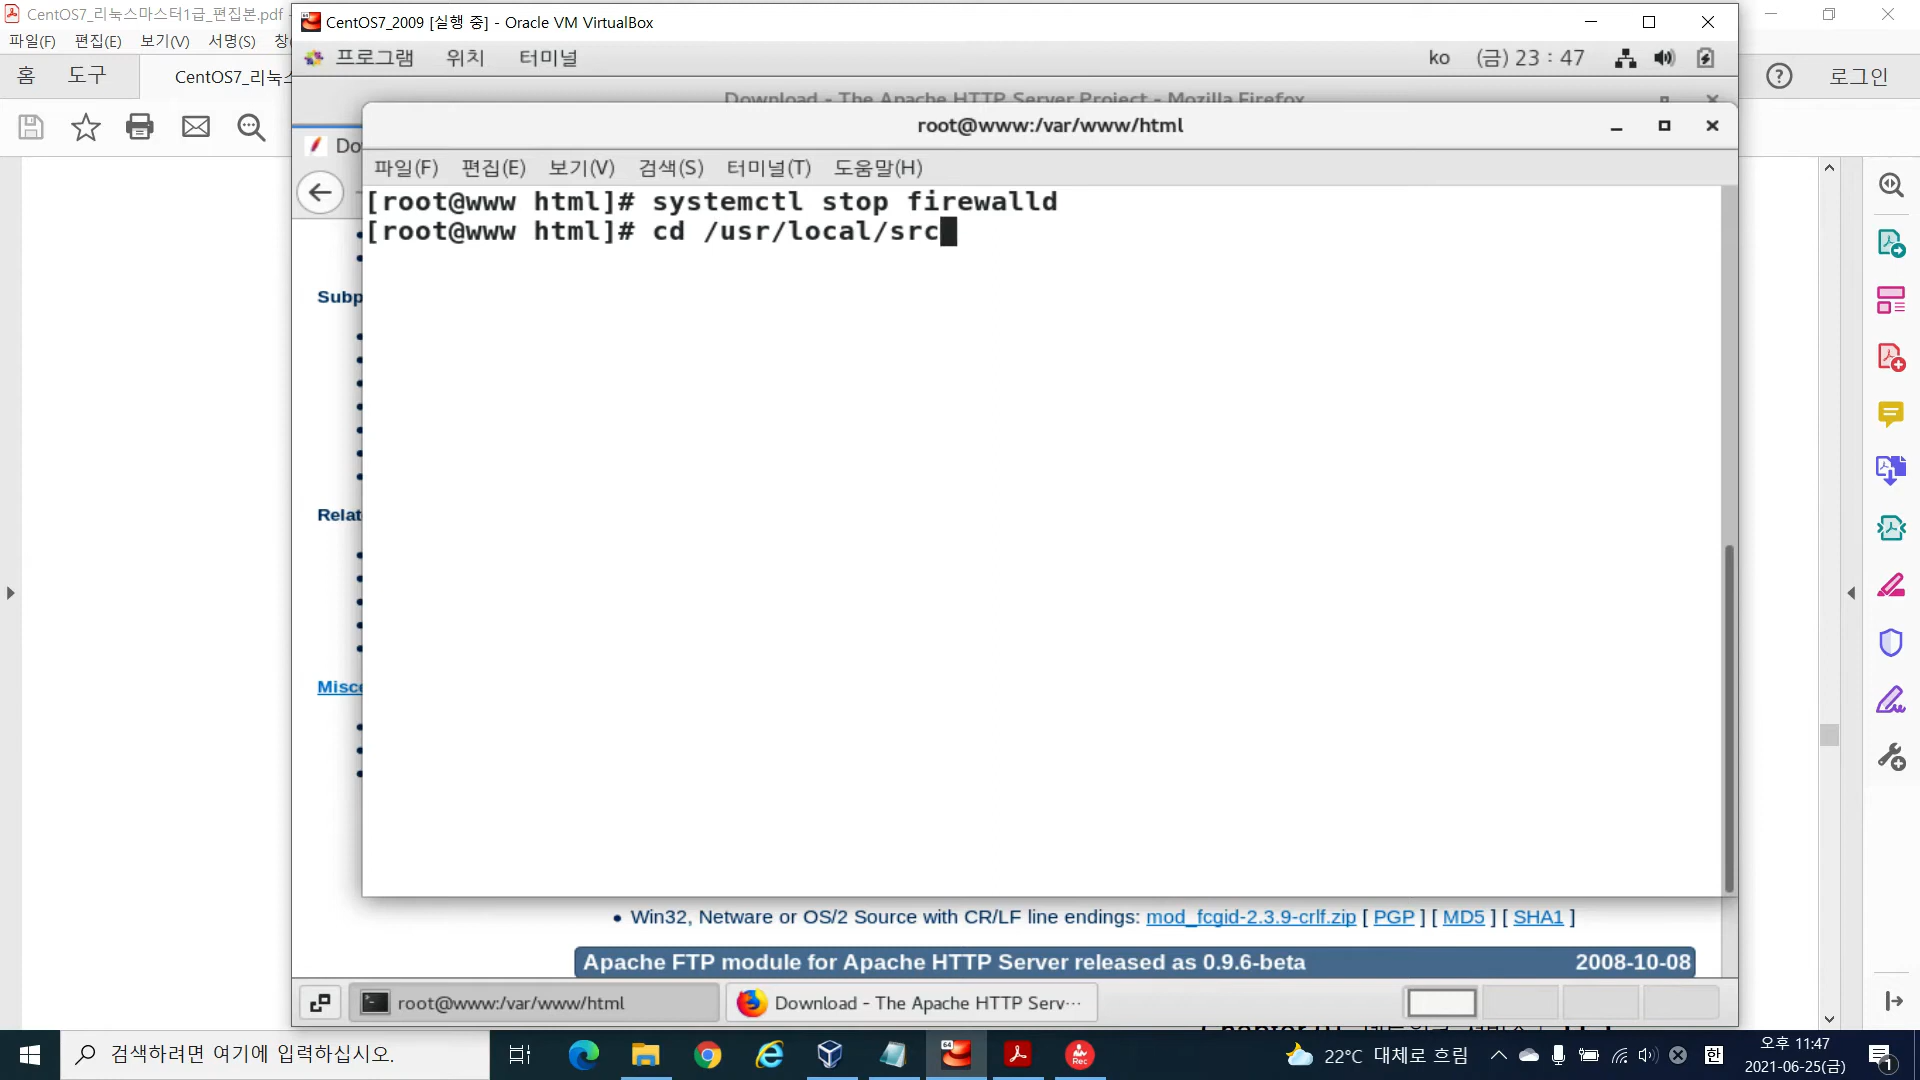 CentOS7_리눅스마스터1급_편집본.pdf -
파일(F) 편집(E) 보기(V) 서명(S) 창
홈 도구 CentOS7_리눅스
로그인
CentOS7_2009 [실행 중] - Oracle VM VirtualBox
프로그램 위치 터미널 ko (금) 23 : 47
Download - The Apache HTTP Server Project - Mozilla Firefox
root@www:/var/www/html
파일(F) 편집(E) 보기(V) 검색(S) 터미널(T) 도움말(H)
[root@www html]# systemctl stop firewalld
[root@www html]# cd /usr/local/src
Do
Subp
Relat
Misce
• Win32, Netware or OS/2 Source with CR/LF line endings: mod_fcgid-2.3.9-crlf.zip [ PGP ] [ MD5 ] [ SHA1 ]
Apache FTP module for Apache HTTP Server released as 0.9.6-beta 2008-10-08
root@www:/var/www/html
Download - The Apache HTTP Serv···
검색하려면 여기에 입력하십시오.
64
Rec
22°C 대체로 흐림
한
오후 11:47
2021-06-25(금)
1